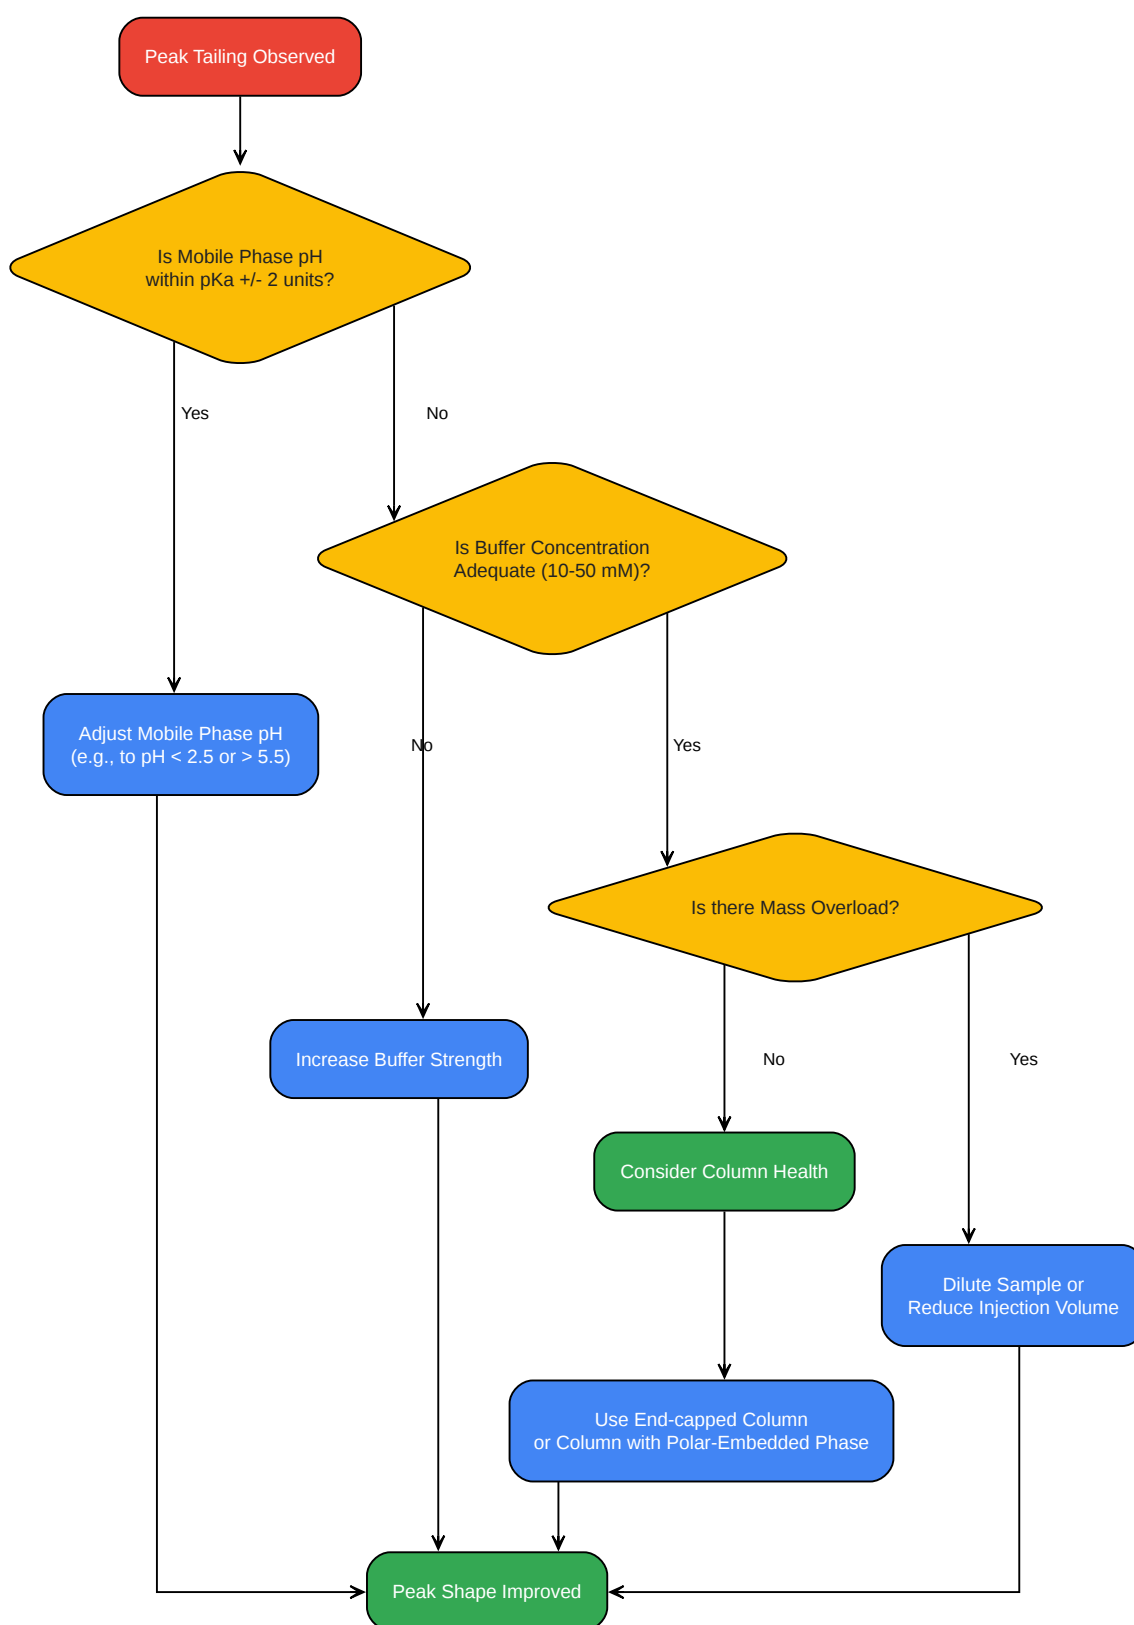 Peak Tailing Observed
Is Mobile Phase pH
within pKa +/- 2 units?
Yes
No
Is Buffer Concentration
Adequate (10-50 mM)?
Adjust Mobile Phase pH
(e.g., to pH < 2.5 or > 5.5)
No
Yes
Is there Mass Overload?
Increase Buffer Strength
No
Yes
Consider Column Health
Dilute Sample or
Reduce Injection Volume
Use End-capped Column
or Column with Polar-Embedded Phase
Peak Shape Improved